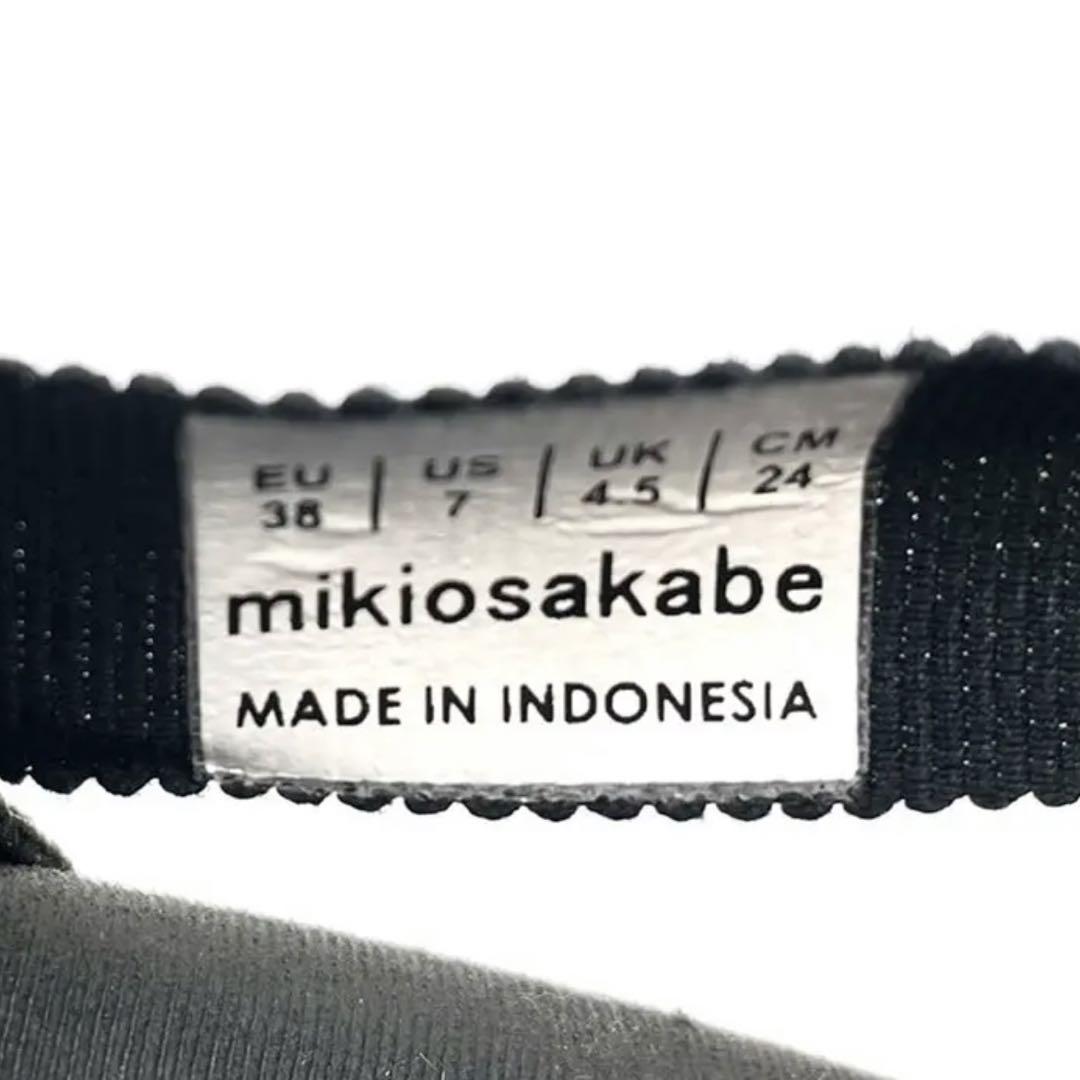 EU | US | UK | CM
38 | 7 | 4.5 | 24
mikiosakabe
MADE IN INDONESIA